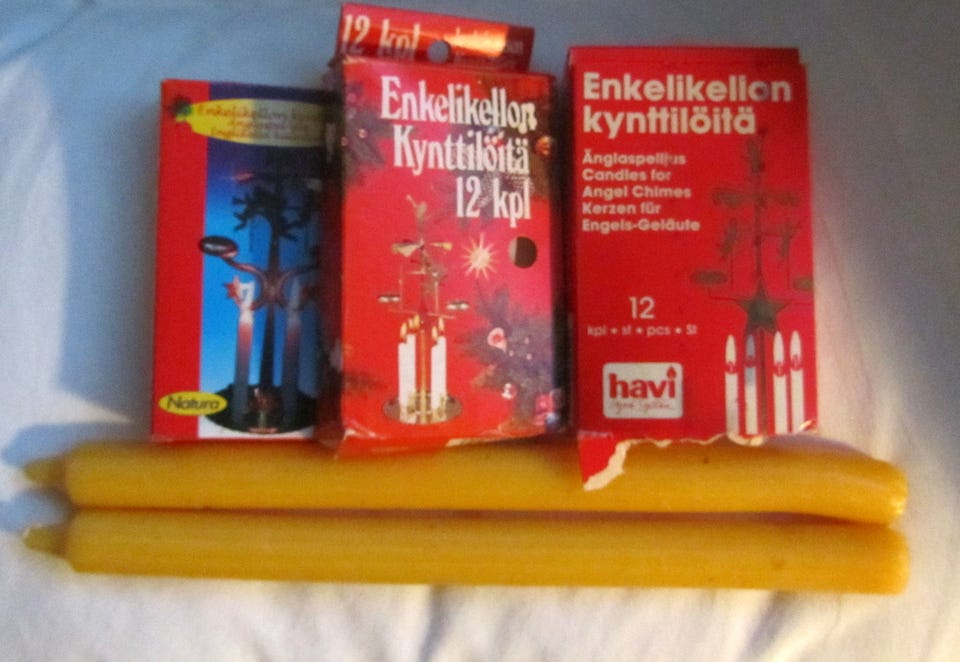 Natura
12 kpl
Enkelikellon
Kynttilöitä
12 kpl
Enkelikellon
kynttilöitä
Änglaspelljus
Candles for
Angel Chimes
Kerzen für
Engels-Geläute
12
kpl • st • pcs • St
havi